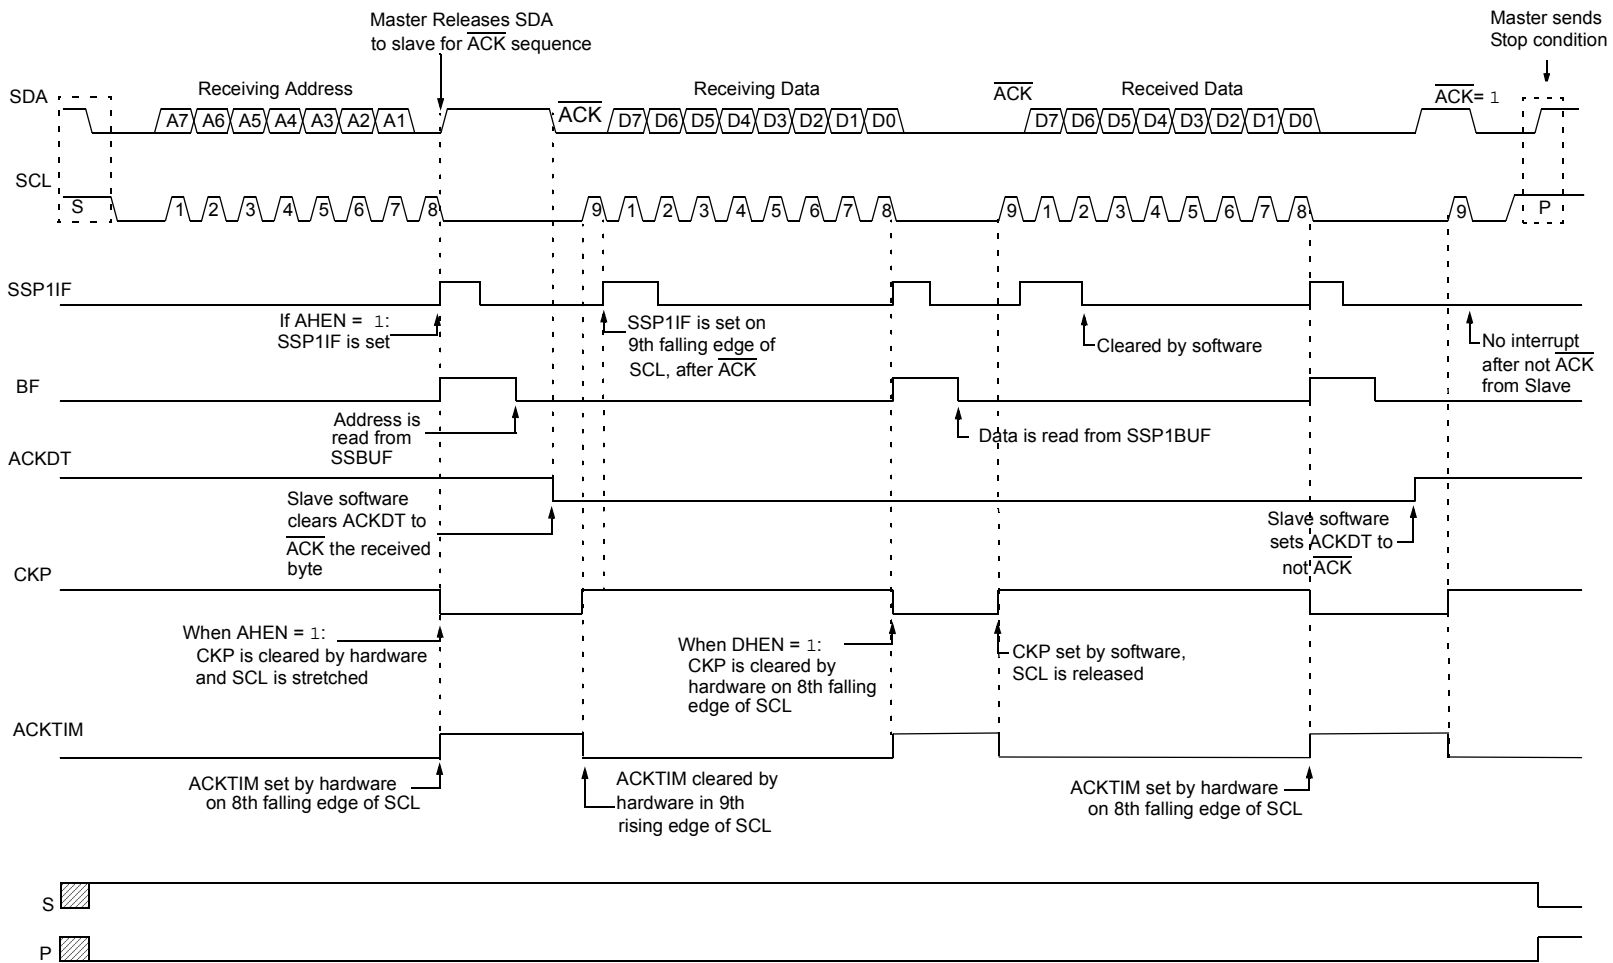 Master Releases SDA
to slave for ACK sequence
Master sends
Stop condition
SDA
Receiving Address
ACK
Receiving Data
ACK
Received Data
ACK= 1
A7 A6 A5 A4 A3 A2 A1
D7 D6 D5 D4 D3 D2 D1 D0
D7 D6 D5 D4 D3 D2 D1 D0
SCL
S
1 2 3 4 5 6 7 8
9 1 2 3 4 5 6 7 8
9 1 2 3 4 5 6 7 8
9
P
SSP1IF
If AHEN = 1:
SSP1IF is set
SSP1IF is set on
9th falling edge of
SCL, after ACK
Cleared by software
No interrupt
after not ACK
from Slave
BF
Address is
read from
SSBUF
Data is read from SSP1BUF
ACKDT
Slave software
clears ACKDT to
ACK the received
byte
Slave software
sets ACKDT to
not ACK
CKP
When AHEN = 1:
CKP is cleared by hardware
and SCL is stretched
When DHEN = 1:
CKP is cleared by
hardware on 8th falling
edge of SCL
CKP set by software,
SCL is released
ACKTIM
ACKTIM set by hardware
on 8th falling edge of SCL
ACKTIM cleared by
hardware in 9th
rising edge of SCL
ACKTIM set by hardware
on 8th falling edge of SCL
S
P